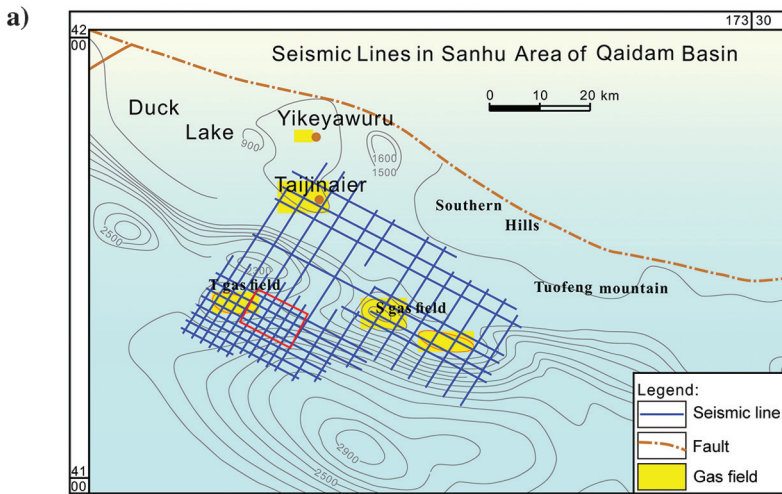 a)
173 30
42
00
Seismic Lines in Sanhu Area of Qaidam Basin
0 10 20 km
Duck
Lake
Yikeyawuru
900
1600
1500
Taijinaier
Southern
Hills
2500
2300
T gas field
Tuofeng mountain
S gas field
Legend:
Seismic line
Fault
Gas field
2900
2500
41
00